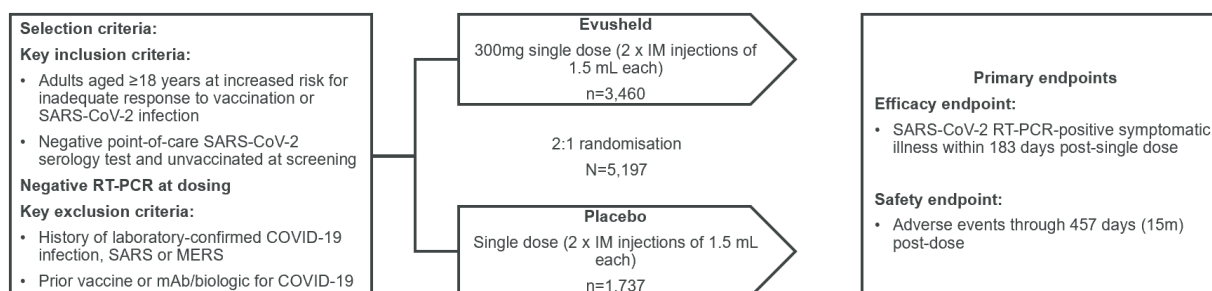 Selection criteria:
Key inclusion criteria:
• Adults aged ≥18 years at increased risk for
inadequate response to vaccination or
SARS-CoV-2 infection
• Negative point-of-care SARS-CoV-2
serology test and unvaccinated at screening
Negative RT-PCR at dosing
Key exclusion criteria:
• History of laboratory-confirmed COVID-19
infection, SARS or MERS
• Prior vaccine or mAb/biologic for COVID-19
Evusheld
300mg single dose (2 x IM injections of
1.5 mL each)
n=3,460
2:1 randomisation
N=5,197
Placebo
Single dose (2 x IM injections of 1.5 mL
each)
n=1,737
Primary endpoints
Efficacy endpoint:
• SARS-CoV-2 RT-PCR-positive symptomatic
illness within 183 days post-single dose
Safety endpoint:
• Adverse events through 457 days (15m)
post-dose